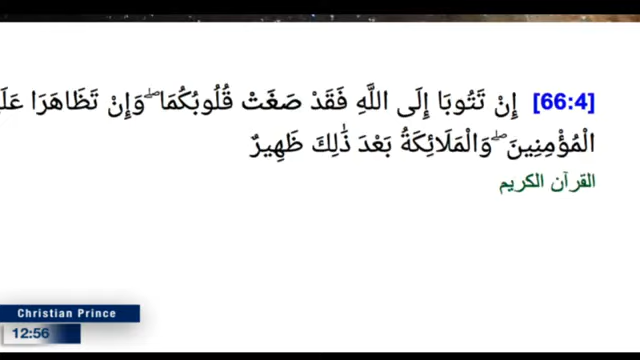 [66:4] إِنْ تَتُوبَا إِلَى اللَّهِ فَقَدْ صَغَتْ قُلُوبُكُمَا ۖ وَإِنْ تَظَاهَرَا
الْمُؤْمِنِينَ ۖ وَالْمَلَائِكَةُ بَعْدَ ذَٰلِكَ ظَهِيرٌ
القرآن الكريم
Christian Prince
12:56